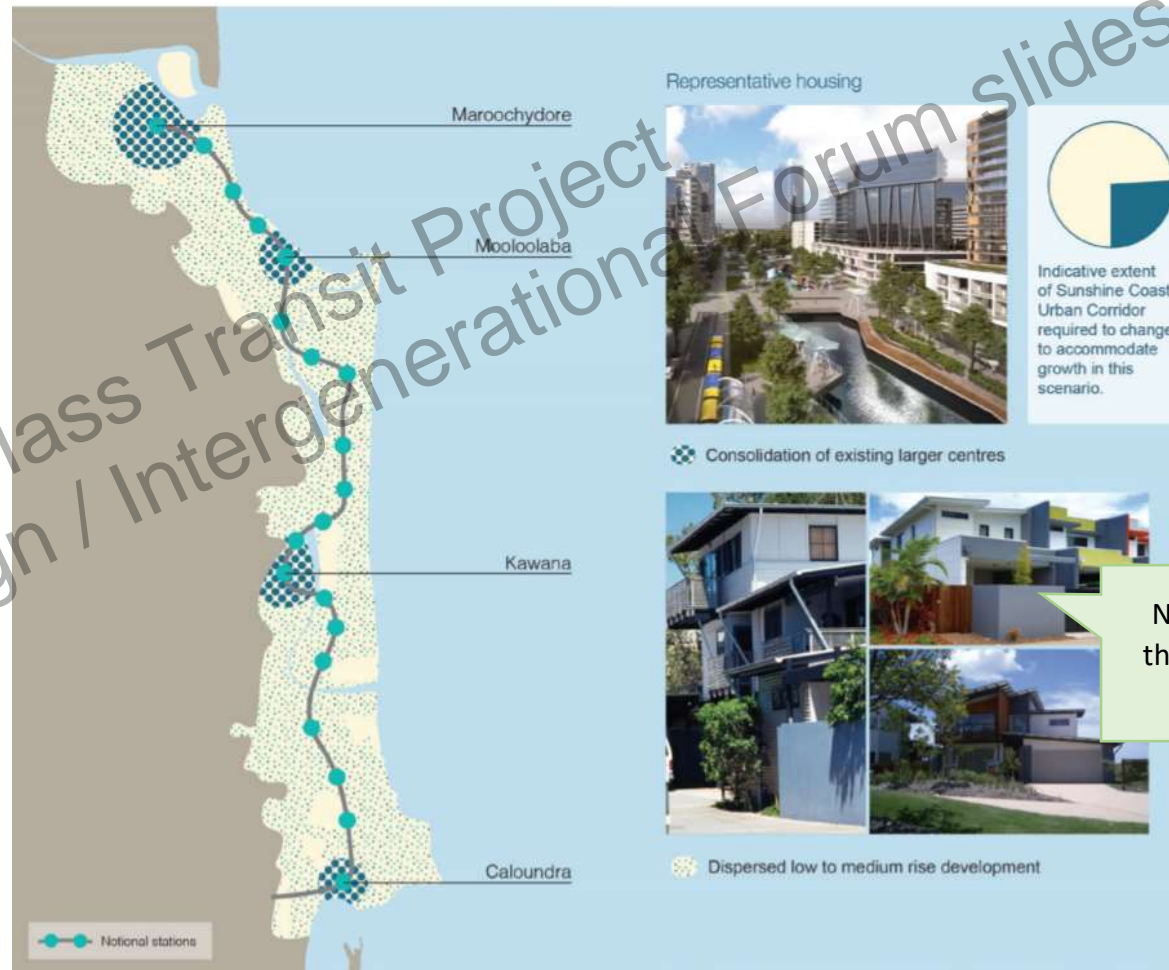 Representative housing
Maroochydore
Mooloolaba
Kawana
Caloundra
Indicative extent
of Sunshine Coast
Urban Corridor
required to change
to accommodate
growth in this
scenario.
Consolidation of existing larger centres
Dispersed low to medium rise development
Notional stations
Transit Project
Intergenerational Forum slides